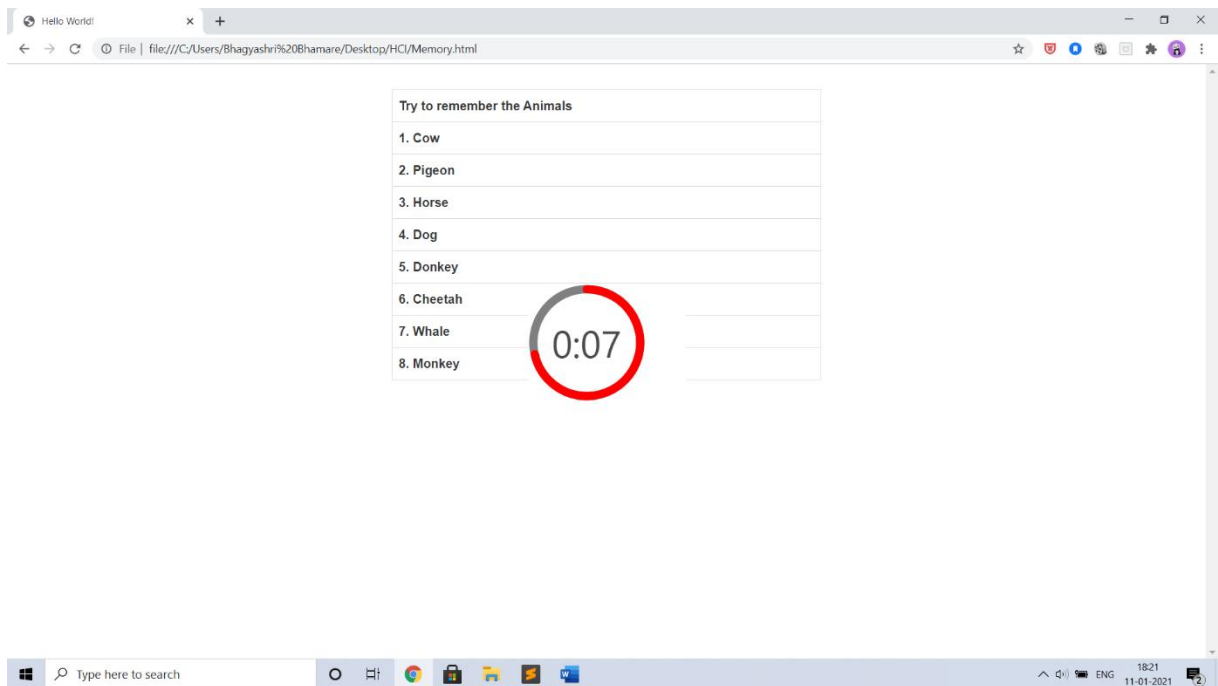 Hello World!
File | file:///C:/Users/Bhagyashri%20Bhamare/Desktop/HCI/Memory.html
Try to remember the Animals
1. Cow
2. Pigeon
3. Horse
4. Dog
5. Donkey
6. Cheetah
7. Whale
0:07
8. Monkey
Type here to search
ENG
18:21
11-01-2021
2